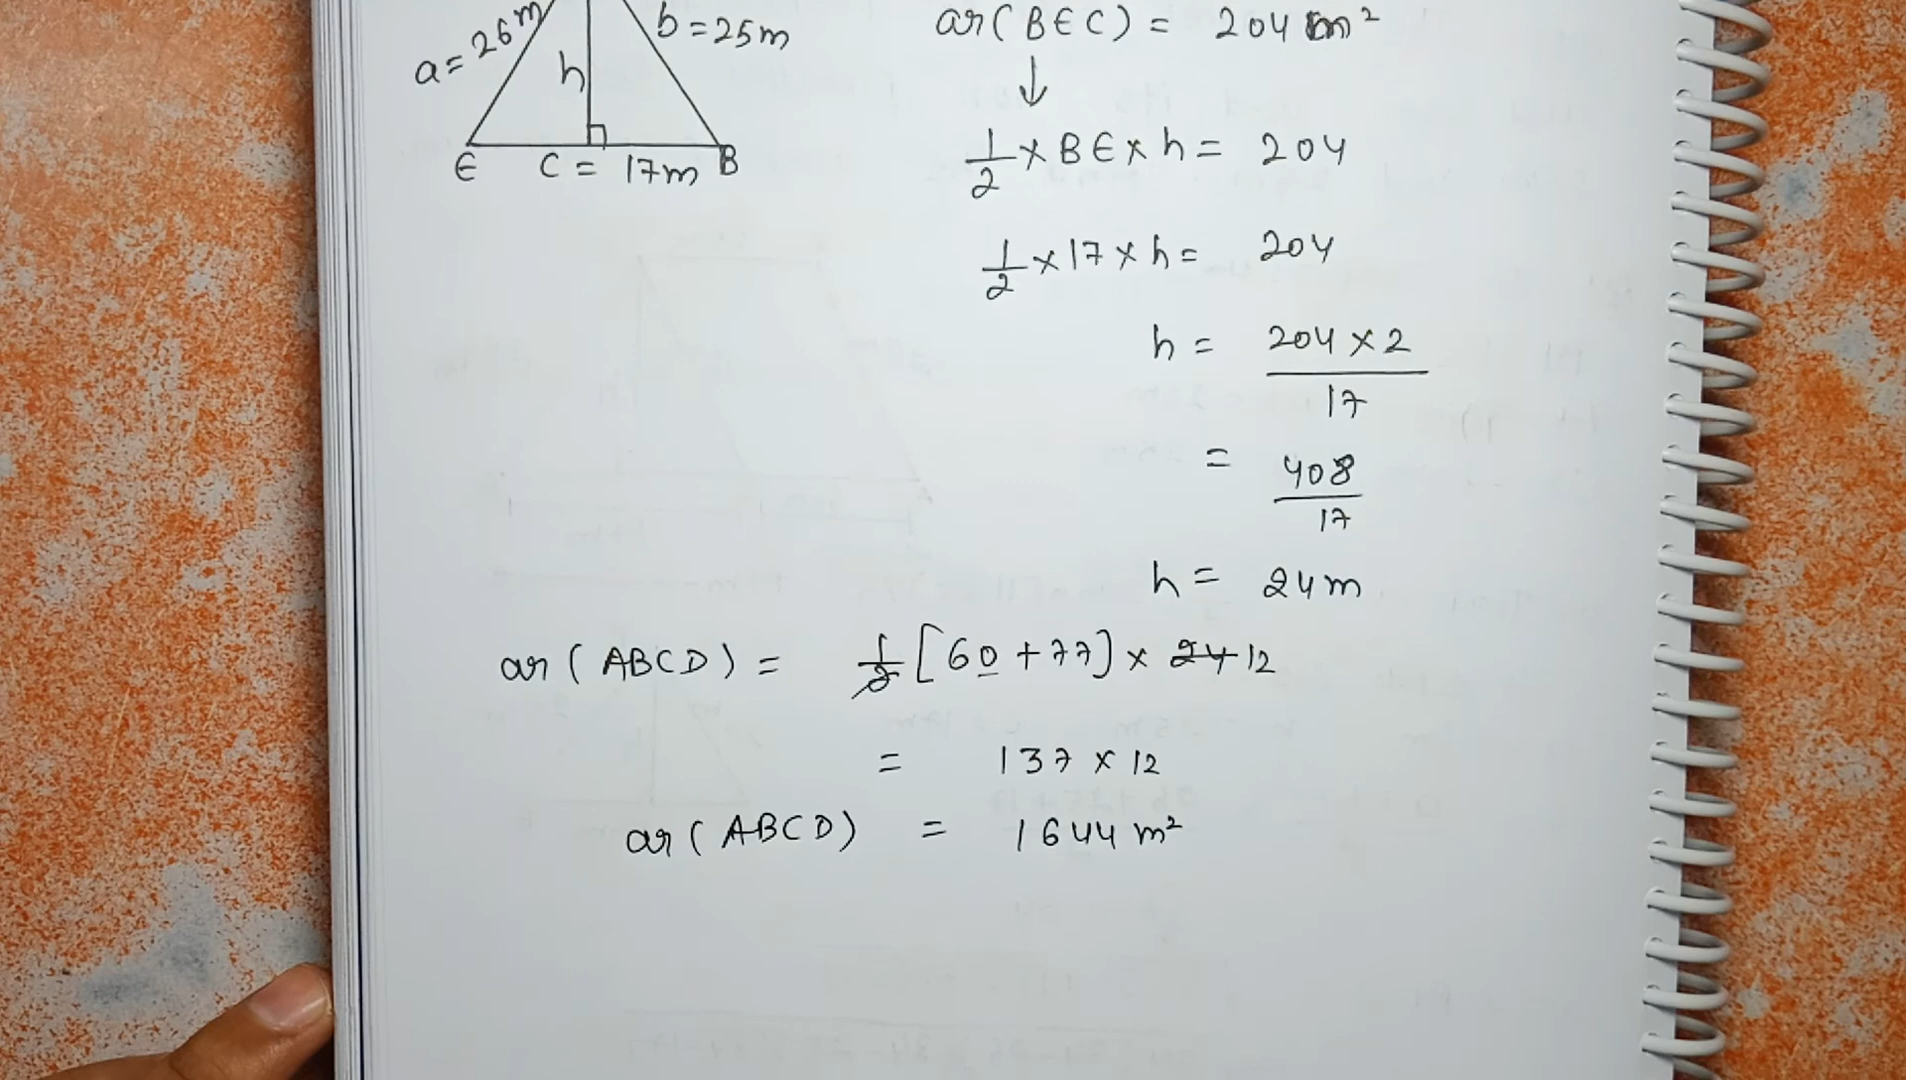 a = 26m
b = 25m
h
E C = 17m B
ar(BEC) = 204 m²
↓
1/2 × BE × h = 204
1/2 × 17 × h = 204
h = 204 × 2 / 17
= 408 / 17
h = 24m
ar(ABCD) = 1/2 [60 + 77] × 24 12
= 137 × 12
ar(ABCD) = 1644 m²